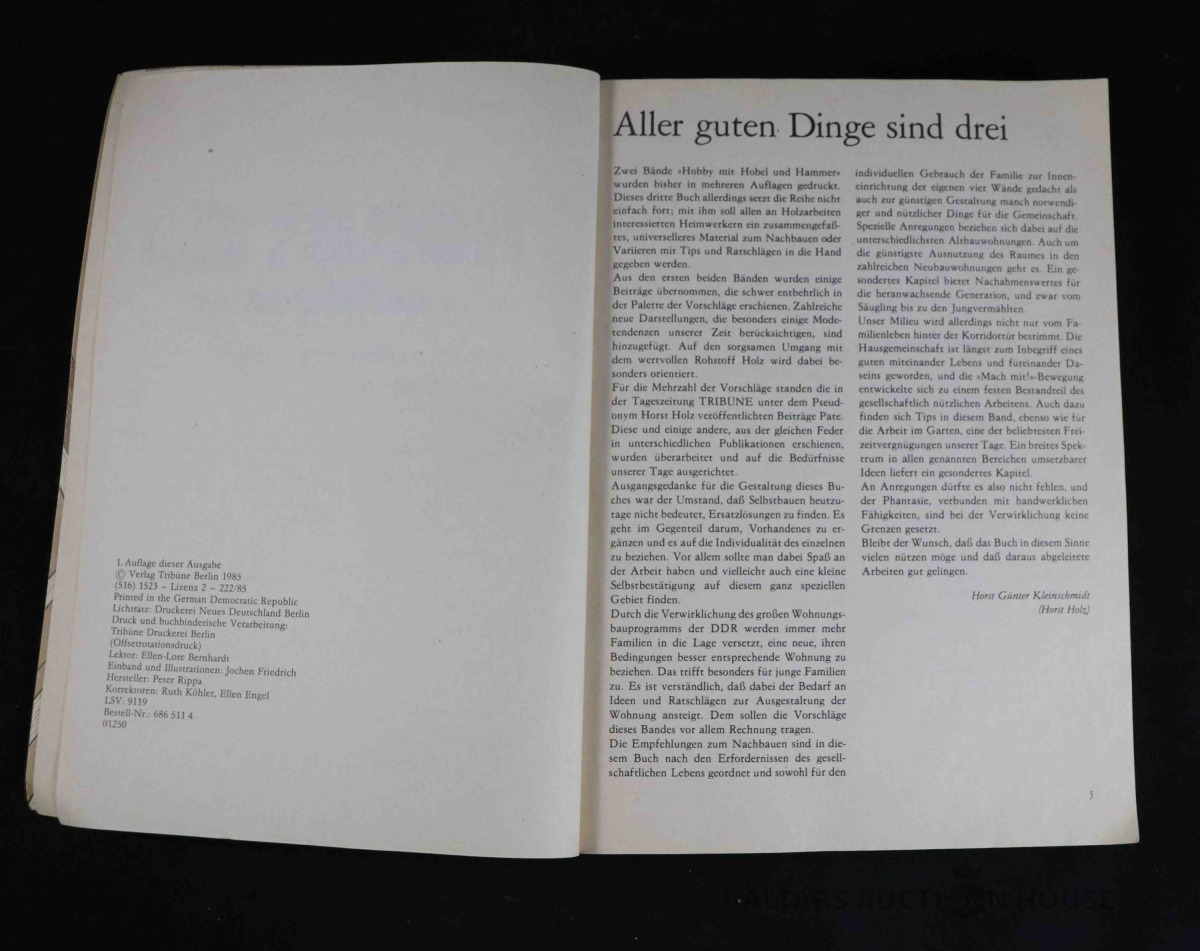 1. Auflage dieser Ausgabe
© Verlag Tribüne Berlin 1985
(516) 1523 – Lizenz 2 – 222/85
Printed in the German Democratic Republic
Lichtsatz: Druckerei Neues Deutschland Berlin
Druck und buchbinderische Verarbeitung:
Tribüne Druckerei Berlin
(Offsetrotationsdruck)
Lektor: Ellen-Lore Bernhardt
Einband und Illustrationen: Jochen Friedrich
Hersteller: Peter Rippa
Korrektoren: Ruth Köhler, Ellen Engel
LSV: 9119
Bestell-Nr.: 686 511 4
01250
Aller guten Dinge sind drei
Zwei Bände »Hobby mit Hobel und Hammer«
wurden bisher in mehreren Auflagen gedruckt.
Dieses dritte Buch allerdings setzt die Reihe nicht
einfach fort; mit ihm soll allen an Holzarbeiten
interessierten Heimwerkern ein zusammengefaß-
tes, universelleres Material zum Nachbauen oder
Variieren mit Tips und Ratschlägen in die Hand
gegeben werden.
Aus den ersten beiden Bänden wurden einige
Beiträge übernommen, die schwer entbehrlich in
der Palette der Vorschläge erschienen. Zahlreiche
neue Darstellungen, die besonders einige Mode-
tendenzen unserer Zeit berücksichtigen, sind
hinzugefügt. Auf den sorgsamen Umgang mit
dem wertvollen Rohstoff Holz wird dabei be-
sonders orientiert.
Für die Mehrzahl der Vorschläge standen die in
der Tageszeitung TRIBÜNE unter dem Pseud-
onym Horst Holz veröffentlichten Beiträge Pate.
Diese und einige andere, aus der gleichen Feder
in unterschiedlichen Publikationen erschienen,
wurden überarbeitet und auf die Bedürfnisse
unserer Tage ausgerichtet.
Ausgangsgedanke für die Gestaltung dieses Bu-
ches war der Umstand, daß Selbstbauen heutzu-
tage nicht bedeutet, Ersatzlösungen zu finden. Es
geht im Gegenteil darum, Vorhandenes zu er-
gänzen und es auf die Individualität des einzelnen
zu beziehen. Vor allem sollte man dabei Spaß an
der Arbeit haben und vielleicht auch eine kleine
Selbstbestätigung auf diesem ganz speziellen
Gebiet finden.
Durch die Verwirklichung des großen Wohnungs-
bauprogramms der DDR werden immer mehr
Familien in die Lage versetzt, eine neue, ihren
Bedingungen besser entsprechende Wohnung zu
beziehen. Das trifft besonders für junge Familien
zu. Es ist verständlich, daß dabei der Bedarf an
Ideen und Ratschlägen zur Ausgestaltung der
Wohnung ansteigt. Dem sollen die Vorschläge
dieses Bandes vor allem Rechnung tragen.
Die Empfehlungen zum Nachbauen sind in die-
sem Buch nach den Erfordernissen des gesell-
schaftlichen Lebens geordnet und sowohl für den
individuellen Gebrauch der Familie zur Innen-
einrichtung der eigenen vier Wände gedacht als
auch zur günstigen Gestaltung manch notwendi-
ger und nützlicher Dinge für die Gemeinschaft.
Spezielle Anregungen beziehen sich dabei auf die
unterschiedlichsten Altbauwohnungen. Auch um
die günstigste Ausnutzung des Raumes in den
zahlreichen Neubauwohnungen geht es. Ein ge-
sondertes Kapitel bietet Nachahmenswertes für
die heranwachsende Generation, und zwar vom
Säugling bis zu den Jungvermählten.
Unser Milieu wird allerdings nicht nur vom Fa-
milienleben hinter der Korridortür bestimmt. Die
Hausgemeinschaft ist längst zum Inbegriff eines
guten miteinander Lebens und füreinander Da-
seins geworden, und die »Mach mit!«-Bewegung
entwickelte sich zu einem festen Bestandteil des
gesellschaftlich nützlichen Arbeitens. Auch dazu
finden sich Tips in diesem Band, ebenso wie für
die Arbeit im Garten, eine der beliebtesten Frei-
zeitvergnügungen unserer Tage. Ein breites Spek-
trum in allen genannten Bereichen umsetzbarer
Ideen liefert ein gesondertes Kapitel.
An Anregungen dürfte es also nicht fehlen, und
der Phantasie, verbunden mit handwerklichen
Fähigkeiten, sind bei der Verwirklichung keine
Grenzen gesetzt.
Bleibt der Wunsch, daß das Buch in diesem Sinne
vielen nützen möge und daß daraus abgeleitete
Arbeiten gut gelingen.
Horst Günter Kleinschmidt
(Horst Holz)
5
BALTARS AUCTION HOUSE